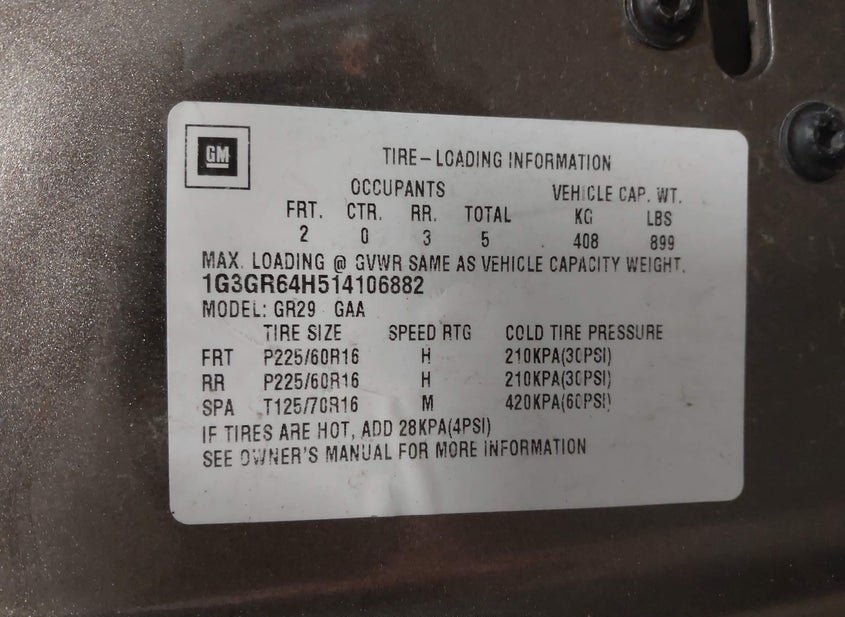 GM
TIRE-LOADING INFORMATION
OCCUPANTS VEHICLE CAP. WT.
FRT. CTR. RR. TOTAL KG LBS
2 0 3 5 408 899
MAX. LOADING @ GVWR SAME AS VEHICLE CAPACITY WEIGHT.
1G3GR64H514106882
MODEL: GR29 GAA
TIRE SIZE SPEED RTG COLD TIRE PRESSURE
FRT P225/60R16 H 210KPA(30PSI)
RR P225/60R16 H 210KPA(30PSI)
SPA T125/70R16 M 420KPA(60PSI)
IF TIRES ARE HOT, ADD 28KPA(4PSI)
SEE OWNER'S MANUAL FOR MORE INFORMATION